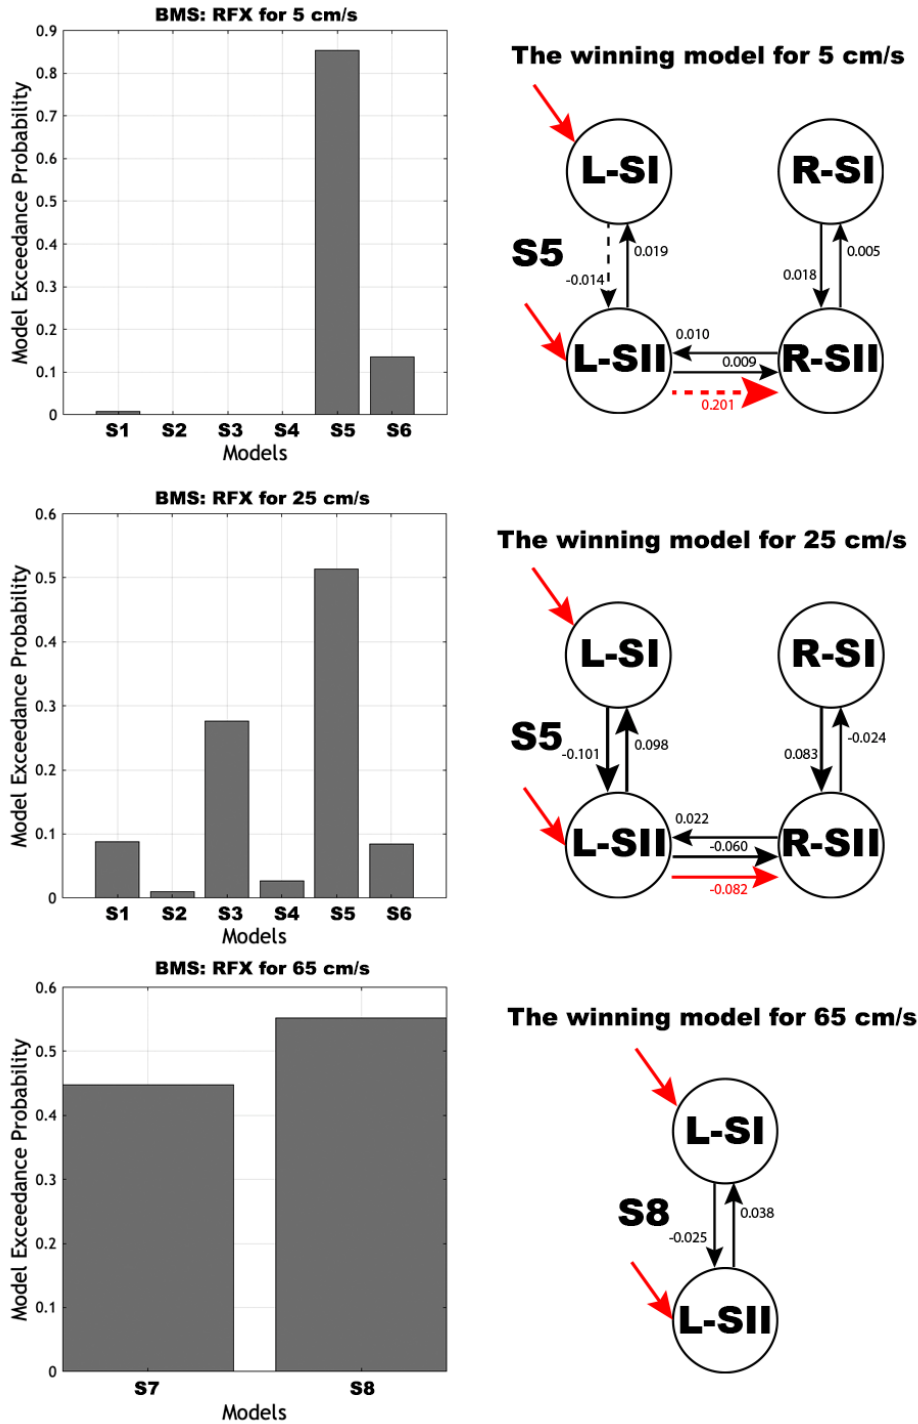 BMS: RFX for 5 cm/s
Model Exceedance Probability
0.9
0.8
0.7
0.6
0.5
0.4
0.3
0.2
0.1
0
S1 S2 S3 S4 S5 S6
Models
The winning model for 5 cm/s
L-SI R-SI
S5
-0.014 0.019 0.018 0.005
L-SII R-SII
0.010
0.009
0.201
BMS: RFX for 25 cm/s
Model Exceedance Probability
0.6
0.5
0.4
0.3
0.2
0.1
0
S1 S2 S3 S4 S5 S6
Models
The winning model for 25 cm/s
L-SI R-SI
S5
-0.101 0.098 0.083 -0.024
L-SII R-SII
0.022
-0.060
-0.082
BMS: RFX for 65 cm/s
Model Exceedance Probability
0.6
0.5
0.4
0.3
0.2
0.1
0
S7 S8
Models
The winning model for 65 cm/s
L-SI
S8
-0.025 0.038
L-SII